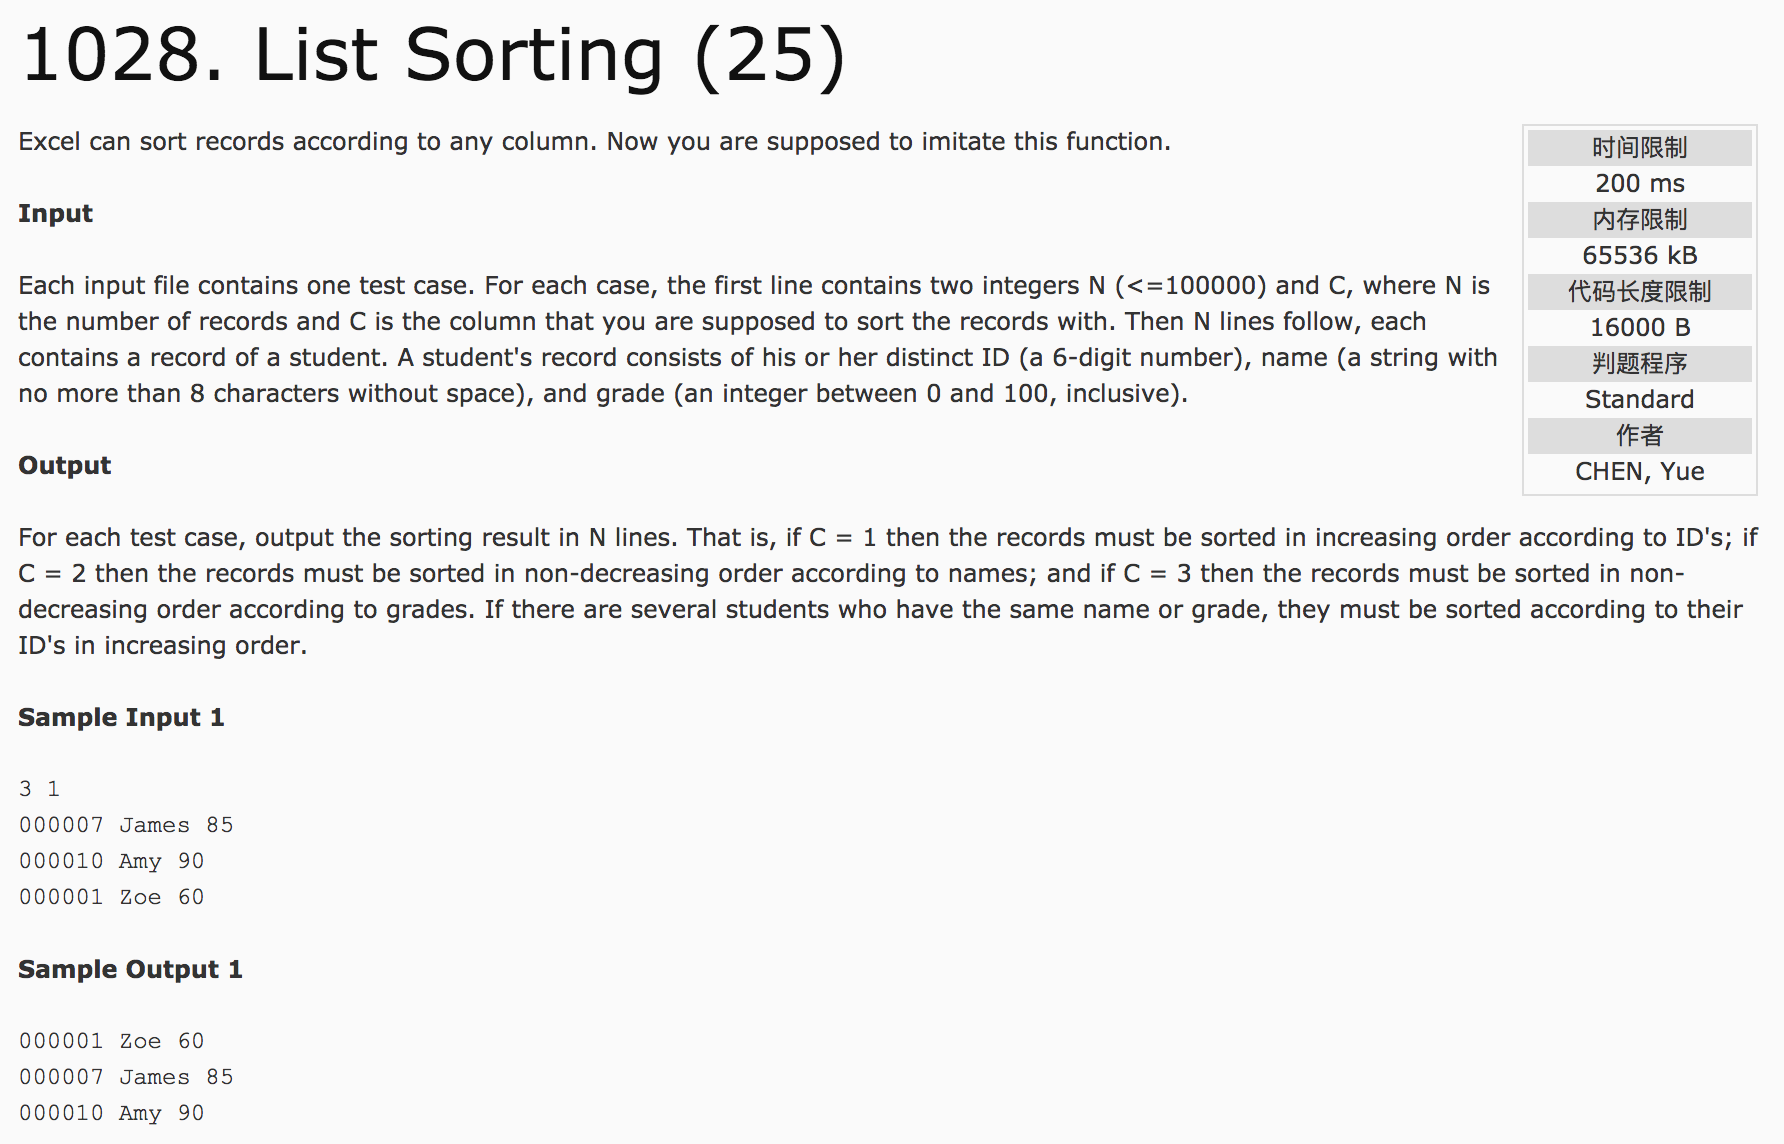 1028. List Sorting (25)
Excel can sort records according to any column. Now you are supposed to imitate this function.
时间限制
200 ms
内存限制
65536 kB
代码长度限制
16000 B
判题程序
Standard
作者
CHEN, Yue
Input
Each input file contains one test case. For each case, the first line contains two integers N (<=100000) and C, where N is
the number of records and C is the column that you are supposed to sort the records with. Then N lines follow, each
contains a record of a student. A student's record consists of his or her distinct ID (a 6-digit number), name (a string with
no more than 8 characters without space), and grade (an integer between 0 and 100, inclusive).
Output
For each test case, output the sorting result in N lines. That is, if C = 1 then the records must be sorted in increasing order according to ID's; if
C = 2 then the records must be sorted in non-decreasing order according to names; and if C = 3 then the records must be sorted in non-
decreasing order according to grades. If there are several students who have the same name or grade, they must be sorted according to their
ID's in increasing order.
Sample Input 1
3 1
000007 James 85
000010 Amy 90
000001 Zoe 60
Sample Output 1
000001 Zoe 60
000007 James 85
000010 Amy 90